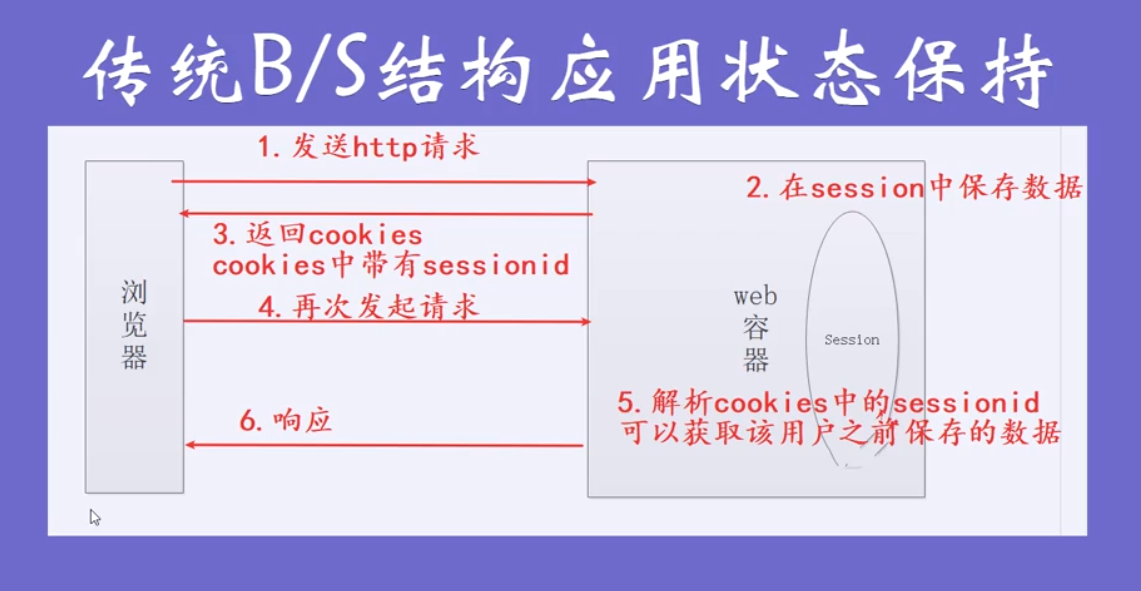 传统B/S结构应用状态保持
1.发送http请求
2.在session中保存数据
3.返回cookies
cookies中带有sessionid
4.再次发起请求
浏览器
web容器
Session
5.解析cookies中的sessionid
可以获取该用户之前保存的数据
6.响应